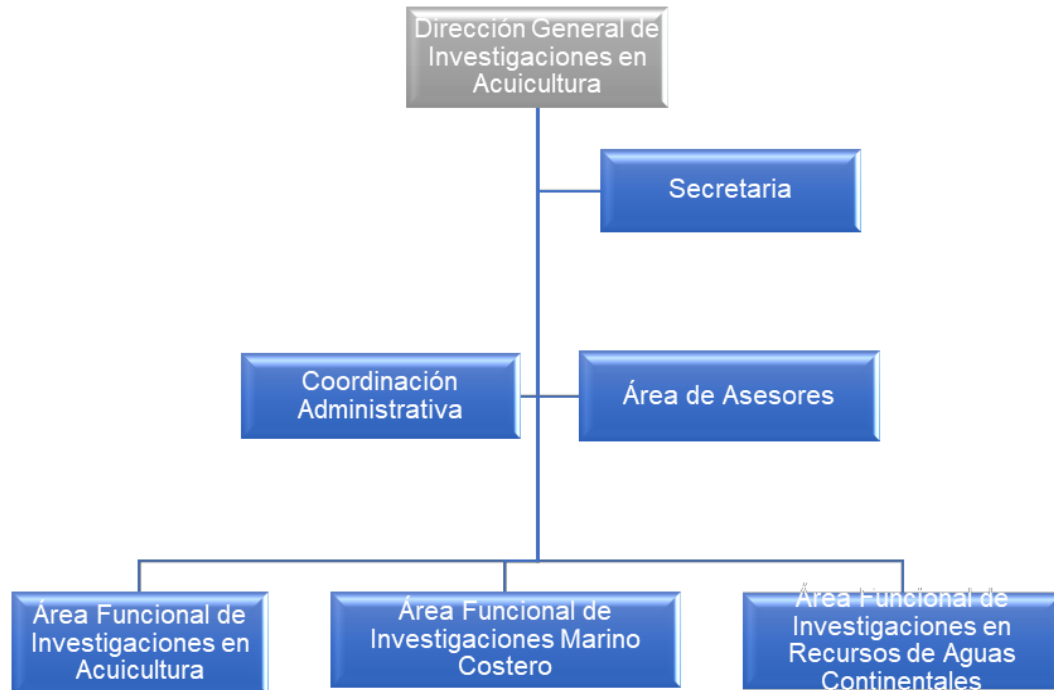 Dirección General de
Investigaciones en
Acuicultura
Secretaria
Coordinación
Administrativa
Área de Asesores
Área Funcional de
Investigaciones en
Acuicultura
Área Funcional de
Investigaciones Marino
Costero
Área Funcional de
Investigaciones en
Recursos de Aguas
Continentales